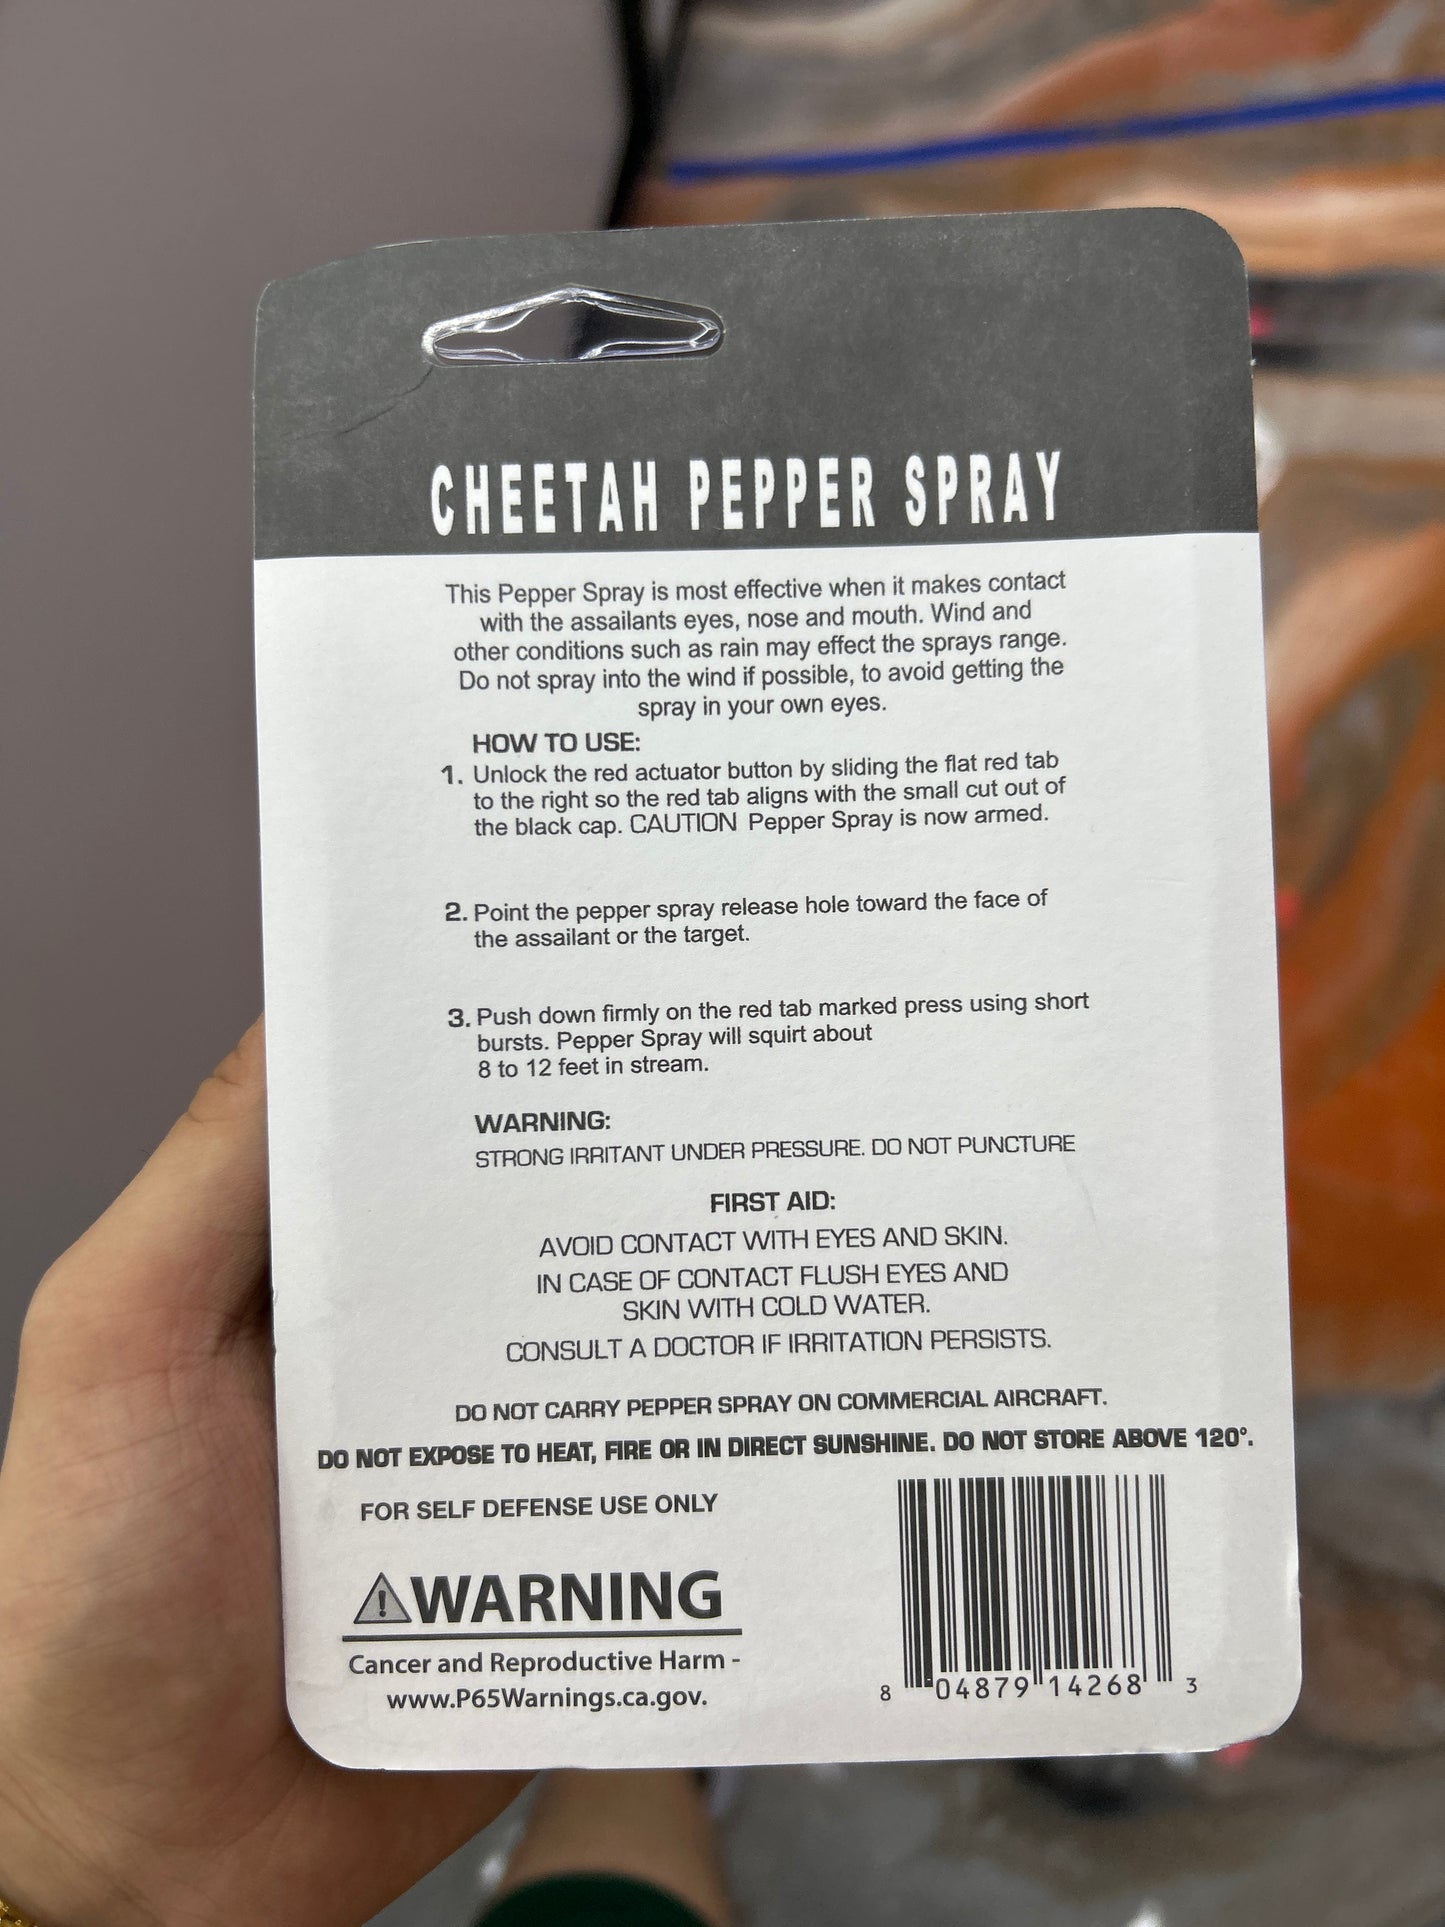 CHEETAH PEPPER SPRAY
This Pepper Spray is most effective when it makes contact
with the assailants eyes, nose and mouth. Wind and
other conditions such as rain may effect the sprays range.
Do not spray into the wind if possible, to avoid getting the
spray in your own eyes.
HOW TO USE:
1. Unlock the red actuator button by sliding the flat red tab
to the right so the red tab aligns with the small cut out of
the black cap. CAUTION Pepper Spray is now armed.
2. Point the pepper spray release hole toward the face of
the assailant or the target.
3. Push down firmly on the red tab marked press using short
bursts. Pepper Spray will squirt about
8 to 12 feet in stream.
WARNING:
STRONG IRRITANT UNDER PRESSURE. DO NOT PUNCTURE
FIRST AID:
AVOID CONTACT WITH EYES AND SKIN.
IN CASE OF CONTACT FLUSH EYES AND
SKIN WITH COLD WATER.
CONSULT A DOCTOR IF IRRITATION PERSISTS.
DO NOT CARRY PEPPER SPRAY ON COMMERCIAL AIRCRAFT.
DO NOT EXPOSE TO HEAT, FIRE OR IN DIRECT SUNSHINE. DO NOT STORE ABOVE 120°.
FOR SELF DEFENSE USE ONLY
WARNING
Cancer and Reproductive Harm -
www.P65Warnings.ca.gov.
8 04879 14268 3